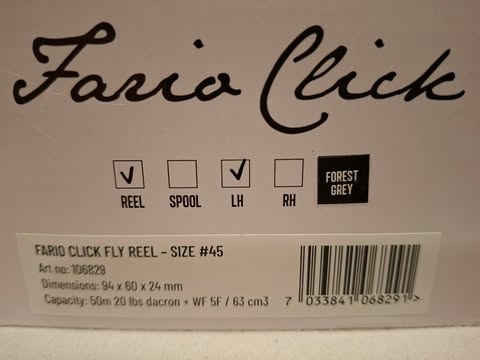 Fario Click
REEL SPOOL LH RH FOREST GREY
FARIO CLICK FLY REEL - SIZE #45
Art no: 106829
Dimensions: 94 x 60 x 24 mm
Capacity: 50m 20 lbs dacron + WF 5F / 63 cm3
7 033841 068291 >